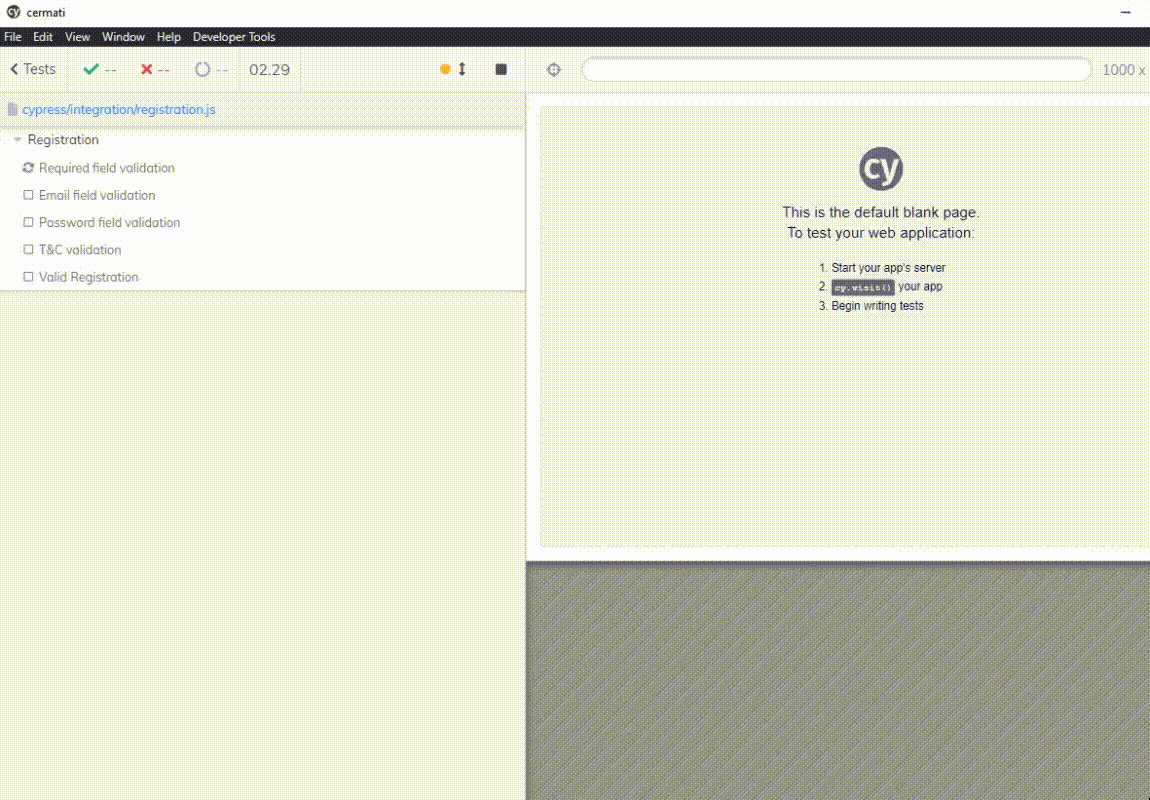 cy cermati
File Edit View Window Help Developer Tools
Tests -- -- -- 02.29 1000 x
cypress/integration/registration.js
Registration
Required field validation
Email field validation
Password field validation
T&C validation
Valid Registration
cy
This is the default blank page.
To test your web application:
1. Start your app's server
2. cy.visit() your app
3. Begin writing tests